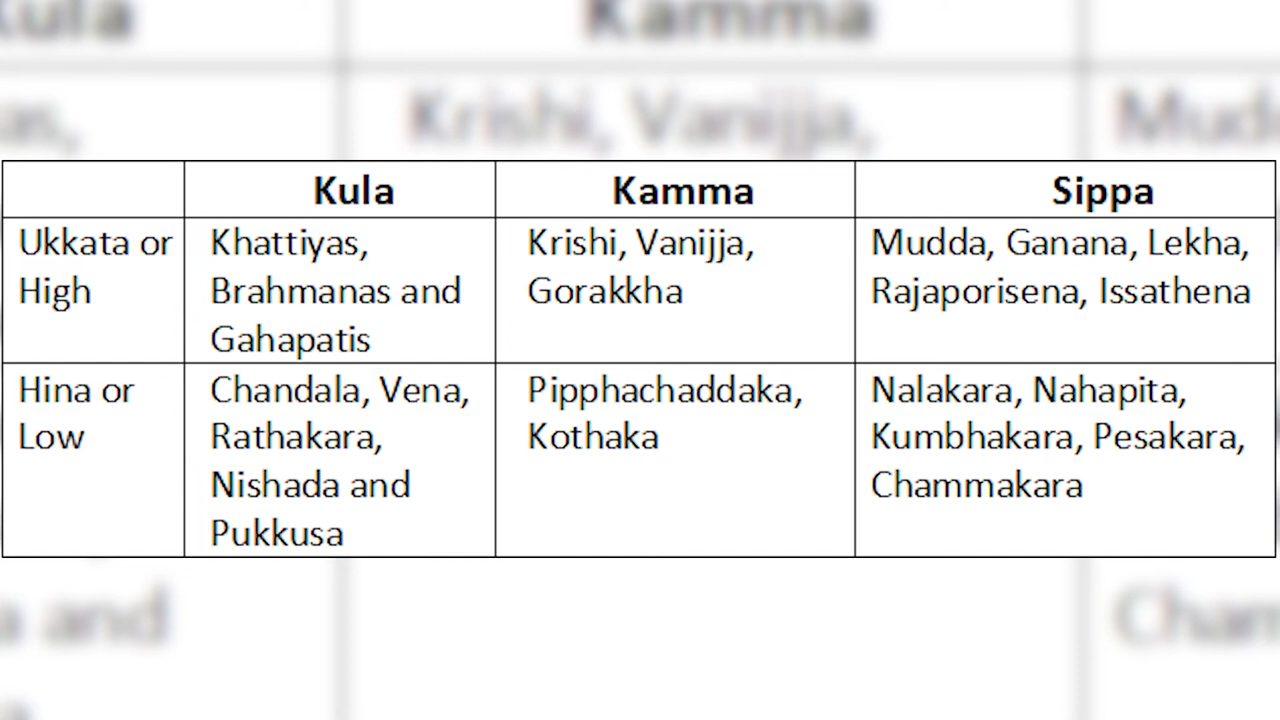 Kula Kamma Sippa
Ukkata or High Khattiyas, Brahmanas and Gahapatis Krishi, Vanijja, Gorakkha Mudda, Ganana, Lekha, Rajaporisena, Issathena
Hina or Low Chandala, Vena, Rathakara, Nishada and Pukkusa Pipphachaddaka, Kothaka Nalakara, Nahapita, Kumbhakara, Pesakara, Chammakara